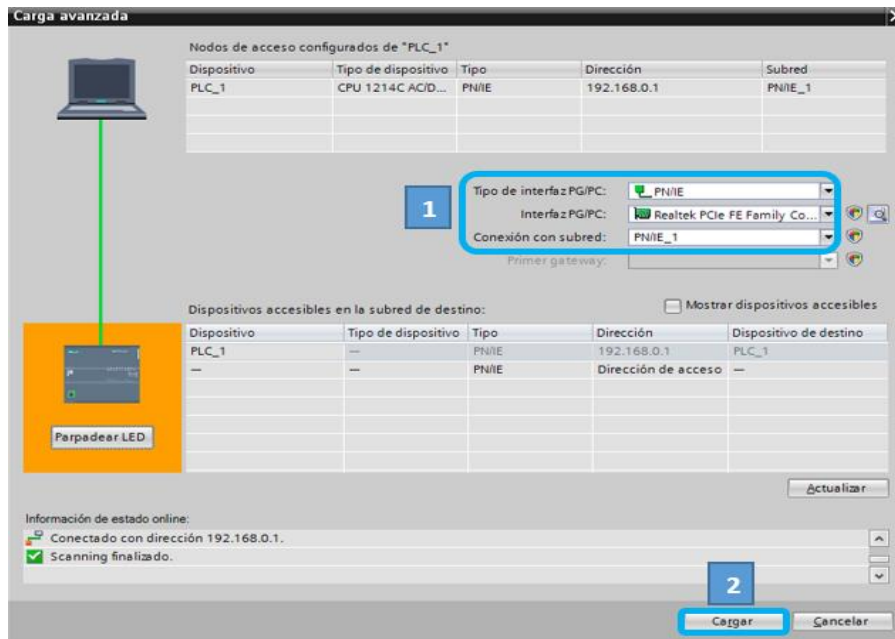 Carga avanzada
Nodos de acceso configurados de "PLC_1"
Dispositivo Tipo de dispositivo Tipo Dirección Subred
PLC_1 CPU 1214C AC/D... PN/IE 192.168.0.1 PN/IE_1
1
Tipo de interfaz PG/PC: PN/IE
Interfaz PG/PC: Realtek PCIe FE Family Co...
Conexión con subred: PN/IE_1
Primer gateway:
Dispositivos accesibles en la subred de destino: Mostrar dispositivos accesibles
Dispositivo Tipo de dispositivo Tipo Dirección Dispositivo de destino
PLC_1 — PN/IE 192.168.0.1 PLC_1
— — PN/IE Dirección de acceso —
Parpadear LED
Actualizar
Información de estado online:
Conectado con dirección 192.168.0.1.
Scanning finalizado.
2
Cargar Cancelar